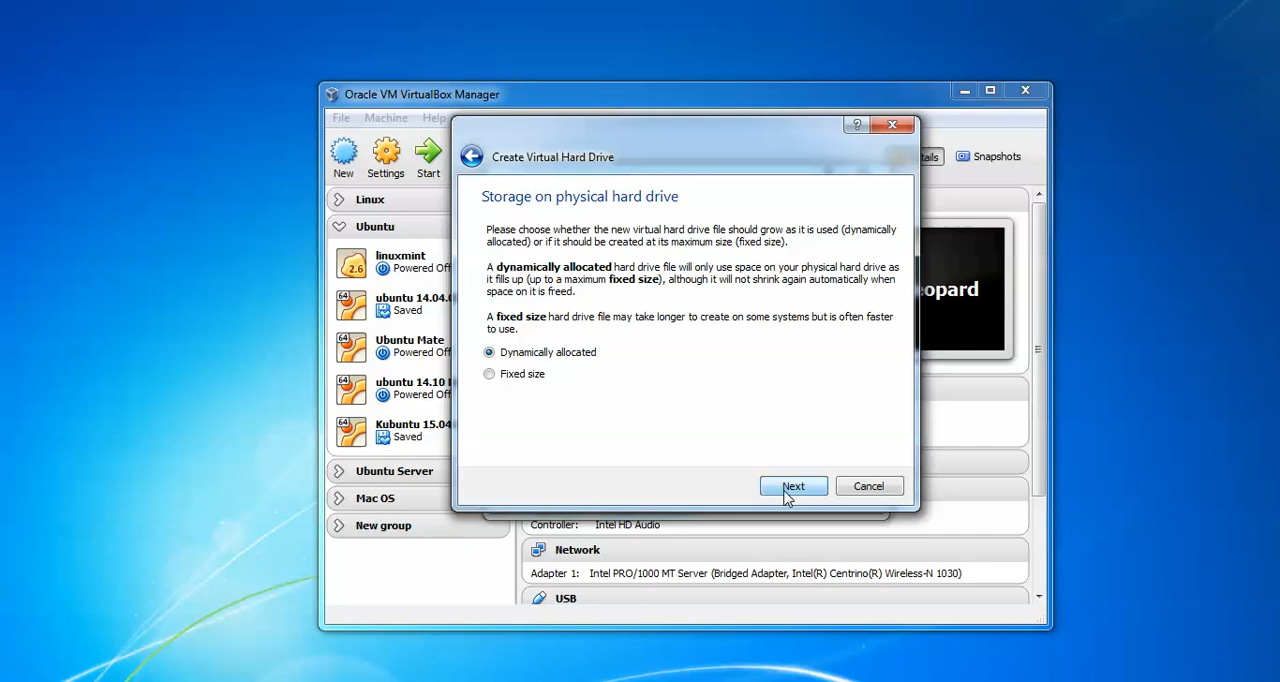 Oracle VM VirtualBox Manager
File Machine Help
New Settings Start
Snapshots
Linux
Ubuntu
linuxmint
2.6
Powered Off
64
ubuntu 14.04.
Saved
64
Ubuntu Mate
Powered Off
64
ubuntu 14.10
Powered Off
64
Kubuntu 15.04
Saved
Ubuntu Server
Mac OS
New group
?
Create Virtual Hard Drive
Storage on physical hard drive
Please choose whether the new virtual hard drive file should grow as it is used (dynamically
allocated) or if it should be created at its maximum size (fixed size).
A dynamically allocated hard drive file will only use space on your physical hard drive as
it fills up (up to a maximum fixed size), although it will not shrink again automatically when
space on it is freed.
A fixed size hard drive file may take longer to create on some systems but is often faster
to use.
Dynamically allocated
Fixed size
Next Cancel
eopard
Controller: Intel HD Audio
Network
Adapter 1: Intel PRO/1000 MT Server (Bridged Adapter, Intel(R) Centrino(R) Wireless-N 1030)
USB